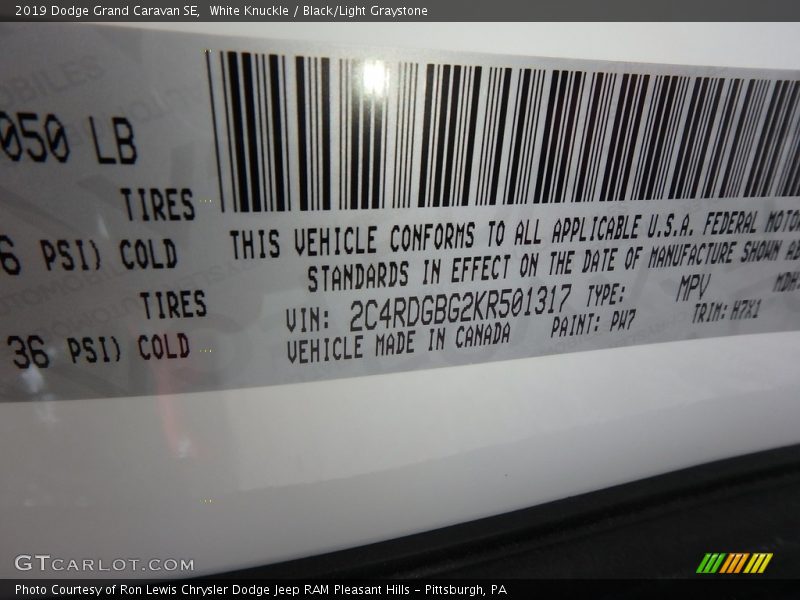 2019 Dodge Grand Caravan SE,  White Knuckle / Black/Light Graystone
050 LB
TIRES
6 PSI) COLD
TIRES
36 PSI) COLD
THIS VEHICLE CONFORMS TO ALL APPLICABLE U.S.A. FEDERAL MOTO
STANDARDS IN EFFECT ON THE DATE OF MANUFACTURE SHOWN AB
VIN: 2C4RDGBG2KR501317 TYPE: MPV MDH:
VEHICLE MADE IN CANADA PAINT: PW7 TRIM: H7X1
GTCARLOT.COM
Photo Courtesy of Ron Lewis Chrysler Dodge Jeep RAM Pleasant Hills – Pittsburgh, PA